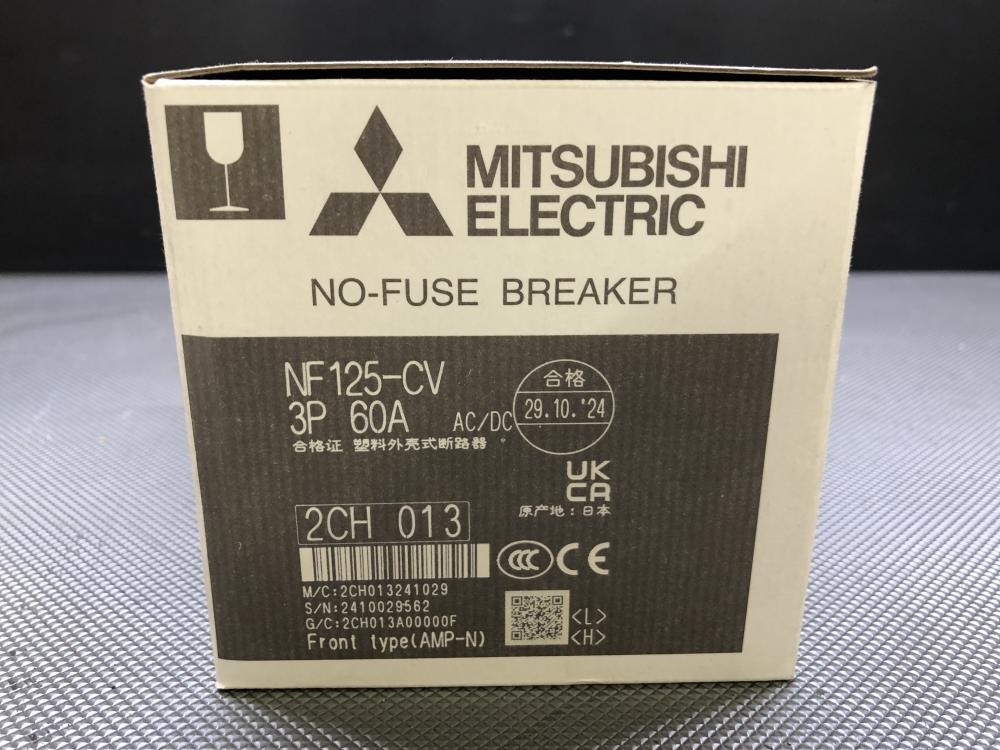 MITSUBISHI
ELECTRIC
NO-FUSE BREAKER
NF125-CV
3P 60A AC/DC
合格
29.10.'24
合格证 塑料外壳式断路器
UK
CA
原产地:日本
2CH 013
CCC CE
M/C:2CH013241029
S/N:2410029562
G/C:2CH013A00000F
Front type(AMP-N)
<L>
<H>